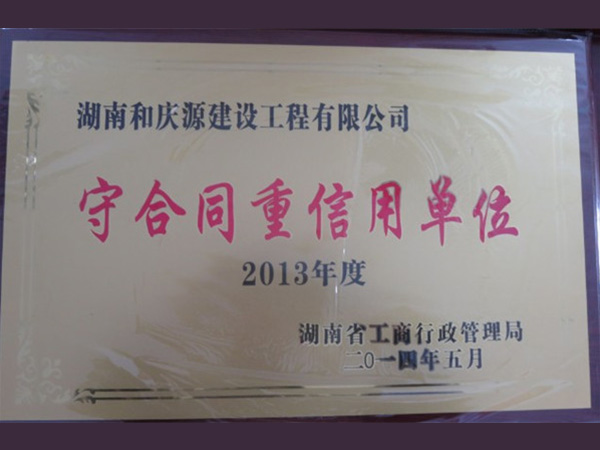 湖南和庆源建设工程有限公司
守合同重信用单位
2013年度
湖南省工商行政管理局
二〇一四年五月